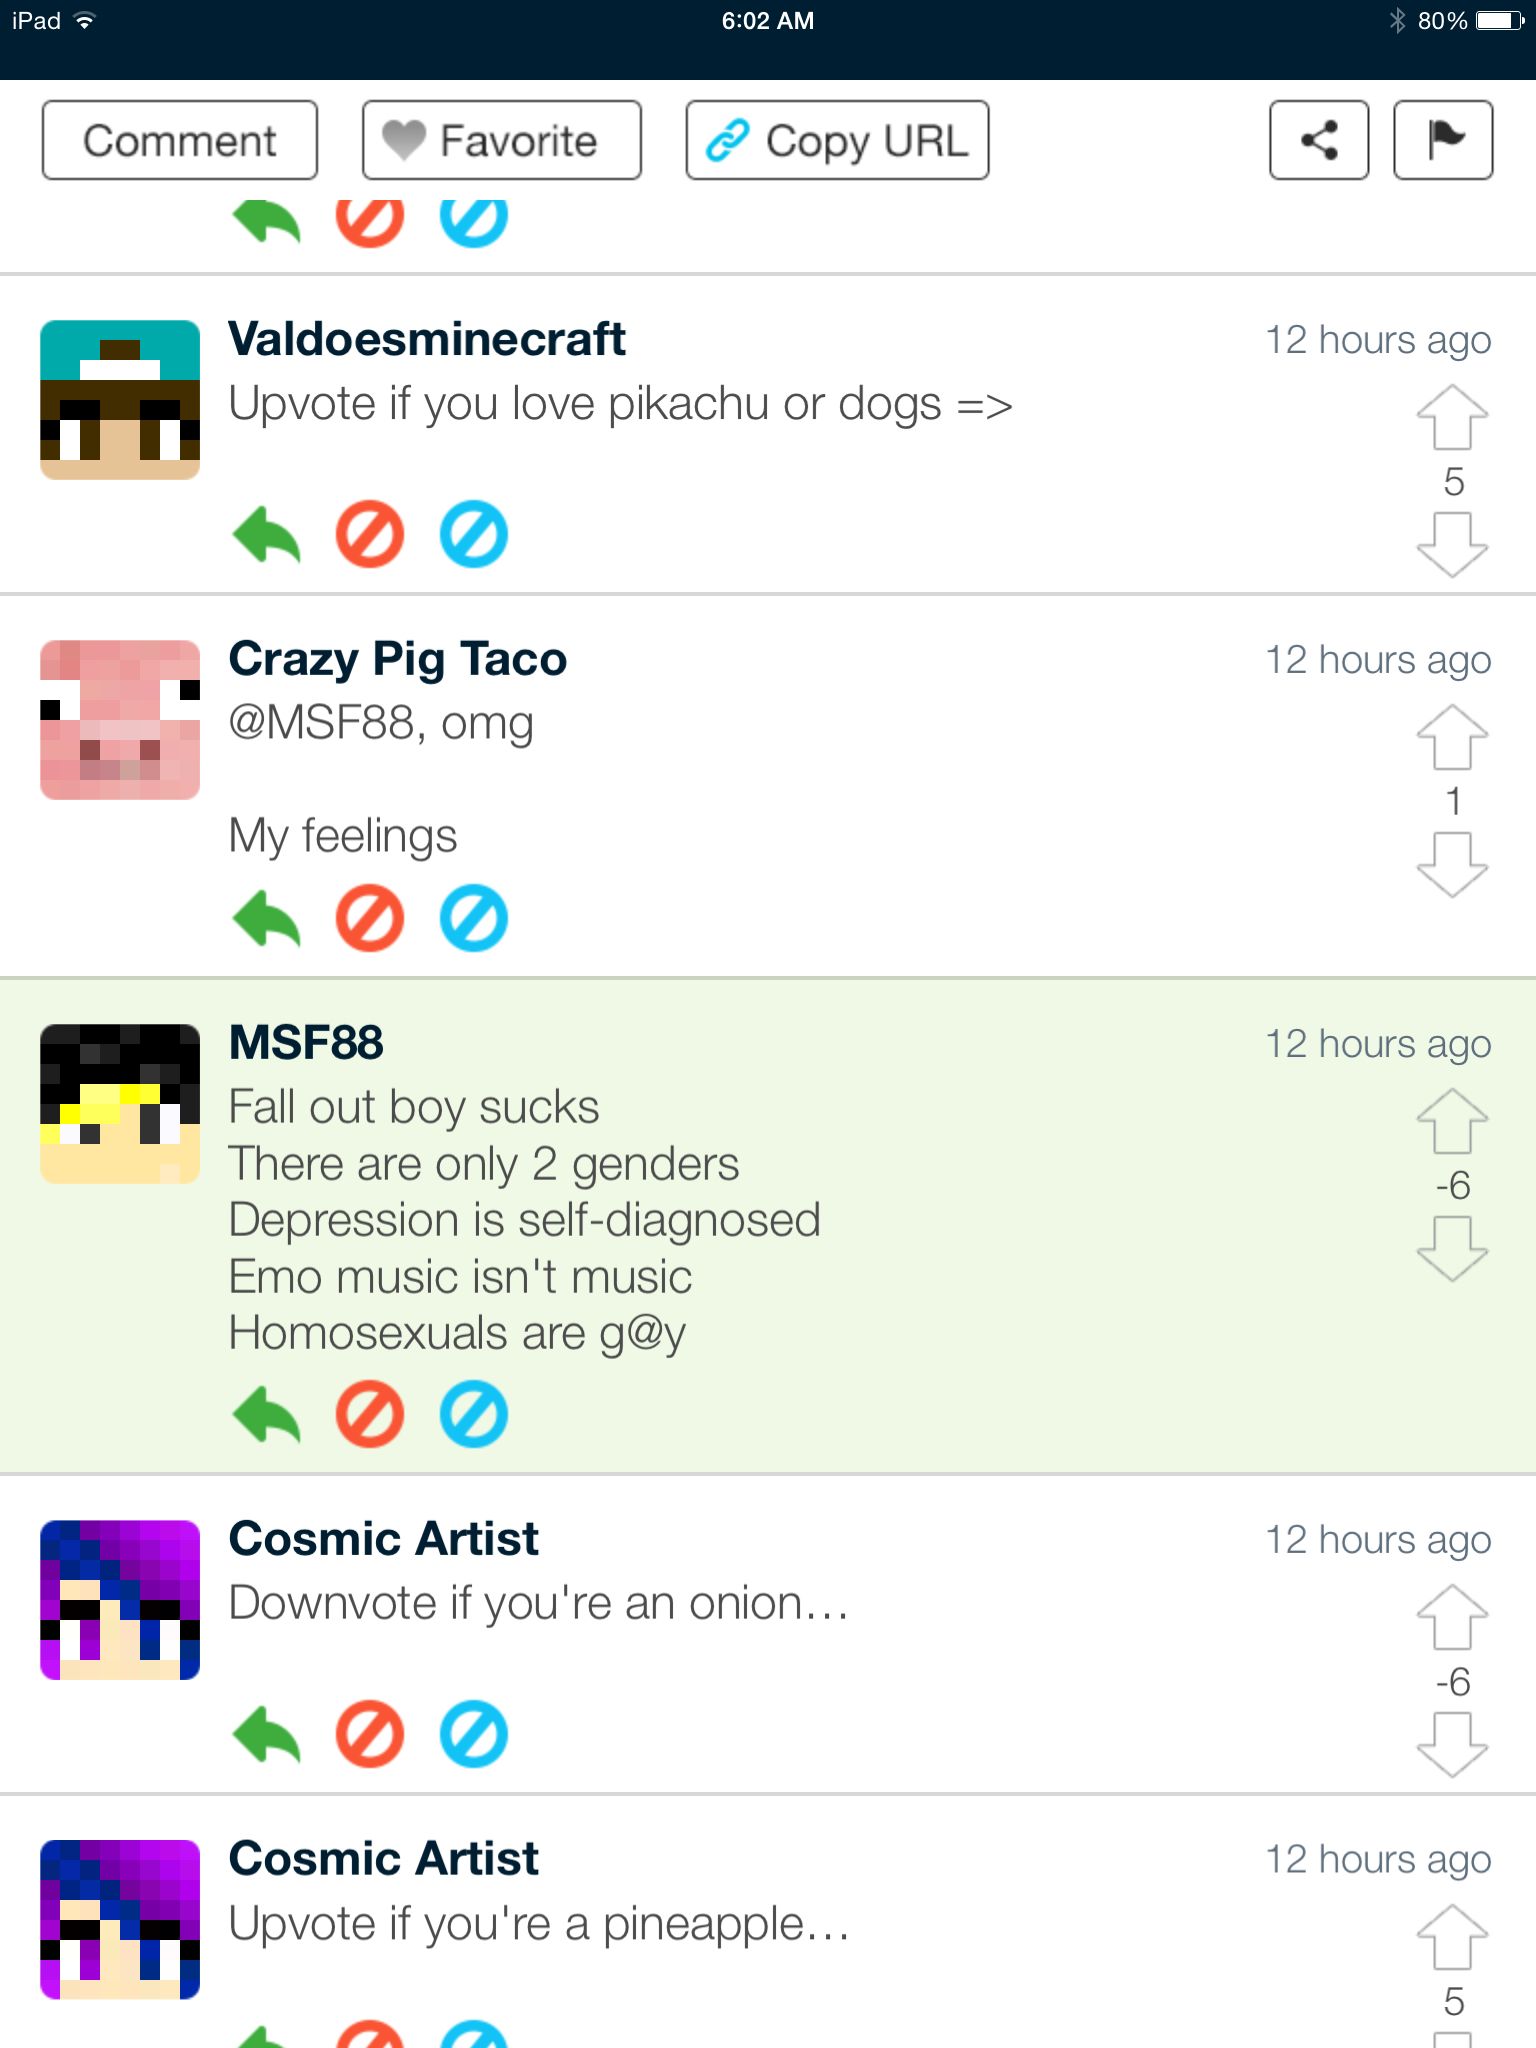 iPad 6:02 AM 80%
Comment Favorite Copy URL
Valdoesminecraft 12 hours ago
Upvote if you love pikachu or dogs =>
5
Crazy Pig Taco 12 hours ago
@MSF88, omg
1
My feelings
MSF88 12 hours ago
Fall out boy sucks
There are only 2 genders
-6
Depression is self-diagnosed
Emo music isn't music
Homosexuals are g@y
Cosmic Artist 12 hours ago
Downvote if you're an onion...
-6
Cosmic Artist 12 hours ago
Upvote if you're a pineapple...
5